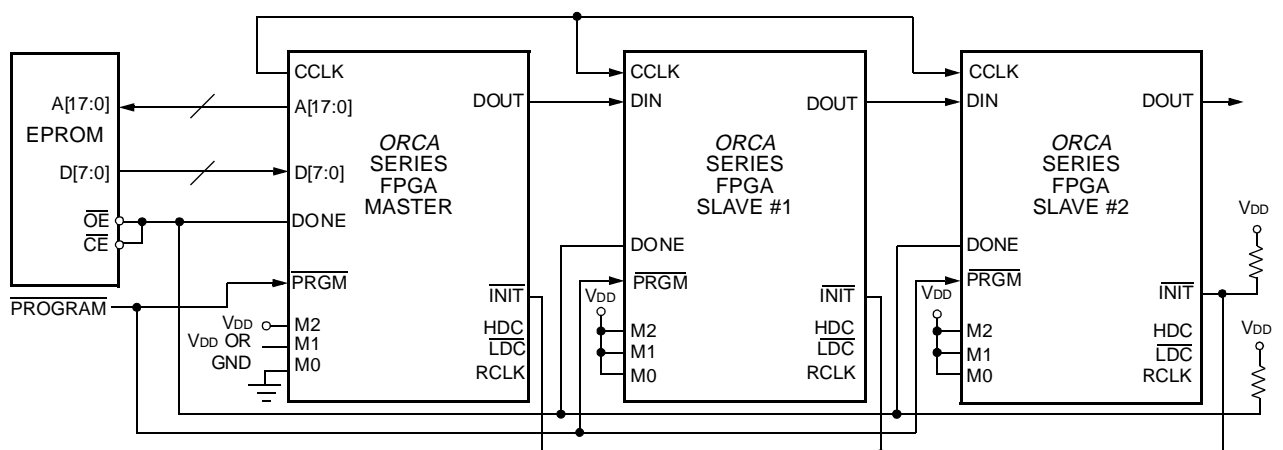 EPROM
A[17:0]
D[7:0]
OE
CE
PROGRAM
CCLK
A[17:0]
D[7:0]
DONE
PRGM
VDD
M2
VDD OR
M1
GND
M0
DOUT
ORCA
SERIES
FPGA
MASTER
INIT
HDC
LDC
RCLK
CCLK
DIN
DOUT
ORCA
SERIES
FPGA
SLAVE #1
DONE
PRGM
VDD
M2
M1
M0
INIT
HDC
LDC
RCLK
CCLK
DIN
DOUT
ORCA
SERIES
FPGA
SLAVE #2
DONE
PRGM
VDD
M2
M1
M0
INIT
HDC
LDC
RCLK
VDD
VDD